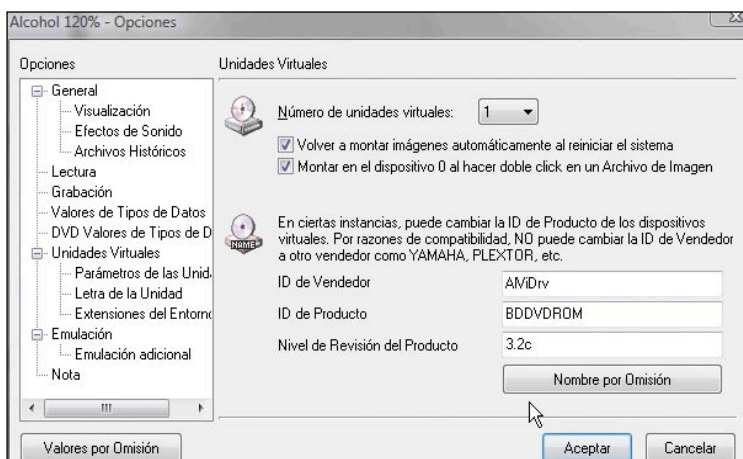 Alcohol 120% - Opciones
Opciones
General
Visualización
Efectos de Sonido
Archivos Históricos
Lectura
Grabación
Valores de Tipos de Datos
DVD Valores de Tipos de D
Unidades Virtuales
Parámetros de las Unida
Letra de la Unidad
Extensiones del Entorno
Emulación
Emulación adicional
Nota
Valores por Omisión
Unidades Virtuales
Número de unidades virtuales: 1
Volver a montar imágenes automáticamente al reiniciar el sistema
Montar en el dispositivo 0 al hacer doble click en un Archivo de Imagen
NAME
En ciertas instancias, puede cambiar la ID de Producto de los dispositivos
virtuales. Por razones de compatibilidad, NO puede cambiar la ID de Vendedor
a otro vendedor como YAMAHA, PLEXTOR, etc.
ID de Vendedor AlViDrv
ID de Producto BDDVDROM
Nivel de Revisión del Producto 3.2c
Nombre por Omisión
Aceptar Cancelar